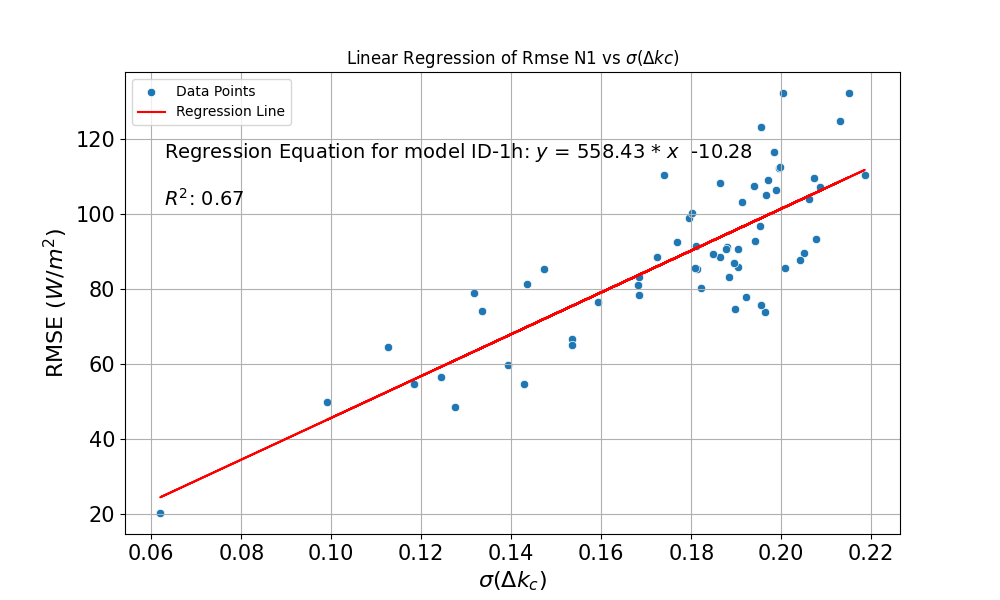 Linear Regression of Rmse N1 vs σ(Δkc)
Data Points
Regression Line
Regression Equation for model ID-1h: y = 558.43 * x  -10.28
R²: 0.67
RMSE (W/m²)
120
100
80
60
40
20
0.06 0.08 0.10 0.12 0.14 0.16 0.18 0.20 0.22
σ(Δk_c)